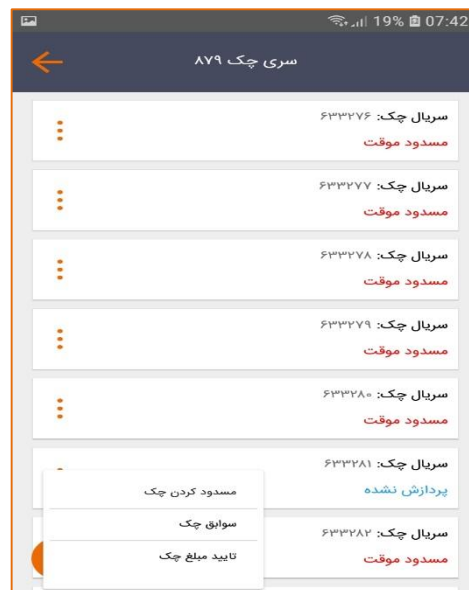 19% 07:42
سری چک ۸۷۹
سریال چک: ۶۳۳۲۷۶
مسدود موقت
سریال چک: ۶۳۳۲۷۷
مسدود موقت
سریال چک: ۶۳۳۲۷۸
مسدود موقت
سریال چک: ۶۳۳۲۷۹
مسدود موقت
سریال چک: ۶۳۳۲۸۰
مسدود موقت
سریال چک: ۶۳۳۲۸۱
پردازش نشده
مسدود کردن چک
سوابق چک
تایید مبلغ چک
سریال چک: ۶۳۳۲۸۲
مسدود موقت